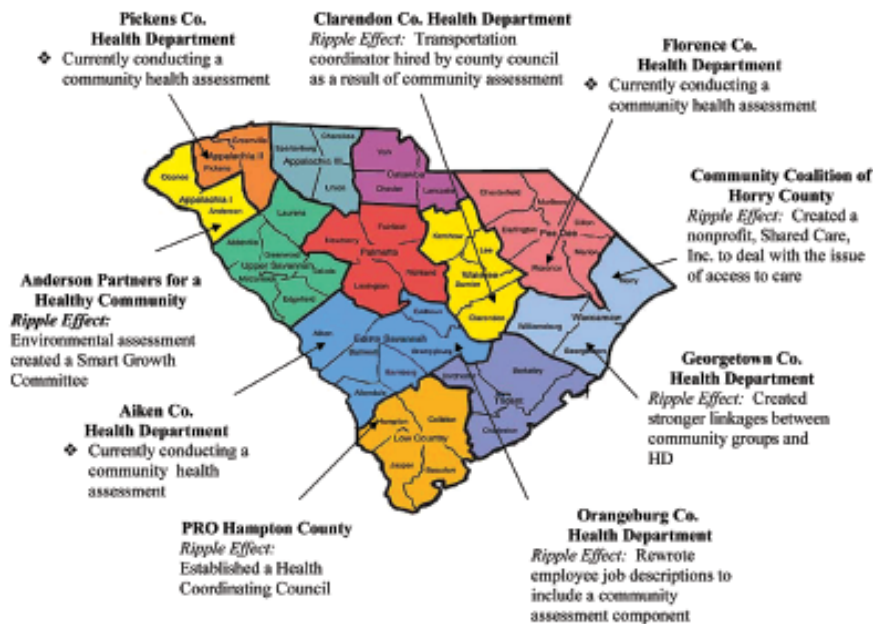 Pickens Co.
Health Department
❖ Currently conducting a
community health assessment
Clarendon Co. Health Department
Ripple Effect: Transportation
coordinator hired by county council
as a result of community assessment
Florence Co.
Health Department
❖ Currently conducting a
community health assessment
Community Coalition of
Horry County
Ripple Effect: Created a
nonprofit, Shared Care,
Inc. to deal with the issue
of access to care
Georgetown Co.
Health Department
Ripple Effect: Created
stronger linkages between
community groups and
HD
Orangeburg Co.
Health Department
Ripple Effect: Rewrote
employee job descriptions to
include a community
assessment component
PRO Hampton County
Ripple Effect:
Established a Health
Coordinating Council
Aiken Co.
Health Department
❖ Currently conducting a
community health
assessment
Anderson Partners for a
Healthy Community
Ripple Effect:
Environmental assessment
created a Smart Growth
Committee
Oconee
Greenville
Appalachia II
Pickens
Appalachia I
Anderson
Spartanburg
Cherokee
Appalachia III
Union
York
Catawba
Chester
Lancaster
Chesterfield
Marlboro
Darlington
Dillon
Pee Dee
Marion
Florence
Laurens
Abbeville
Greenwood
Upper Savannah
Edgefield
Fairfield
Newberry
Palmetto
Richland
Lexington
Kershaw
Lee
Wateree
Sumter
Clarendon
Horry
Waccamaw
Williamsburg
Georgetown
Aiken
Calhoun
Orangeburg
Bamberg
Allendale
Berkeley
Trident
Charleston
Hampton
Colleton
Low Country
Jasper
Beaufort